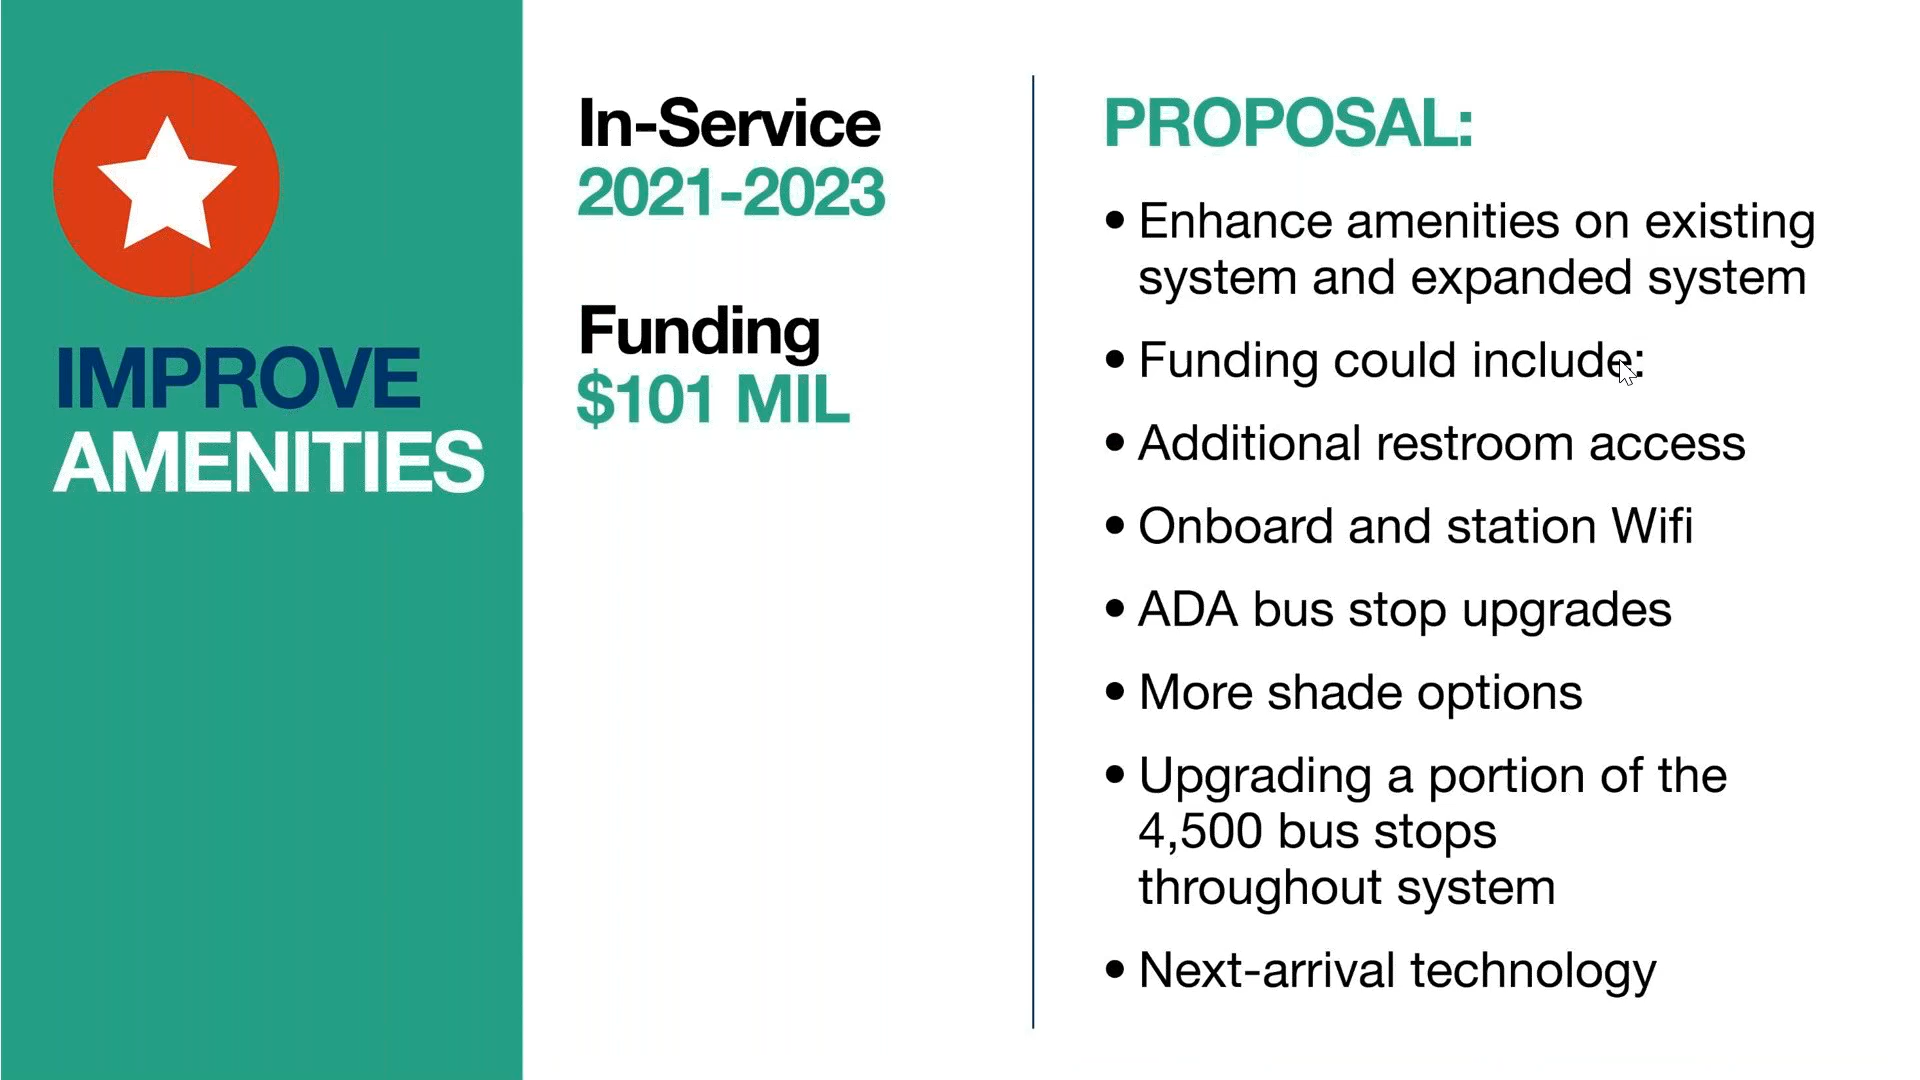 IMPROVE
AMENITIES
In-Service
2021-2023
Funding
$101 MIL
PROPOSAL:
• Enhance amenities on existing
system and expanded system
• Funding could include:
• Additional restroom access
• Onboard and station Wifi
• ADA bus stop upgrades
• More shade options
• Upgrading a portion of the
4,500 bus stops
throughout system
• Next-arrival technology